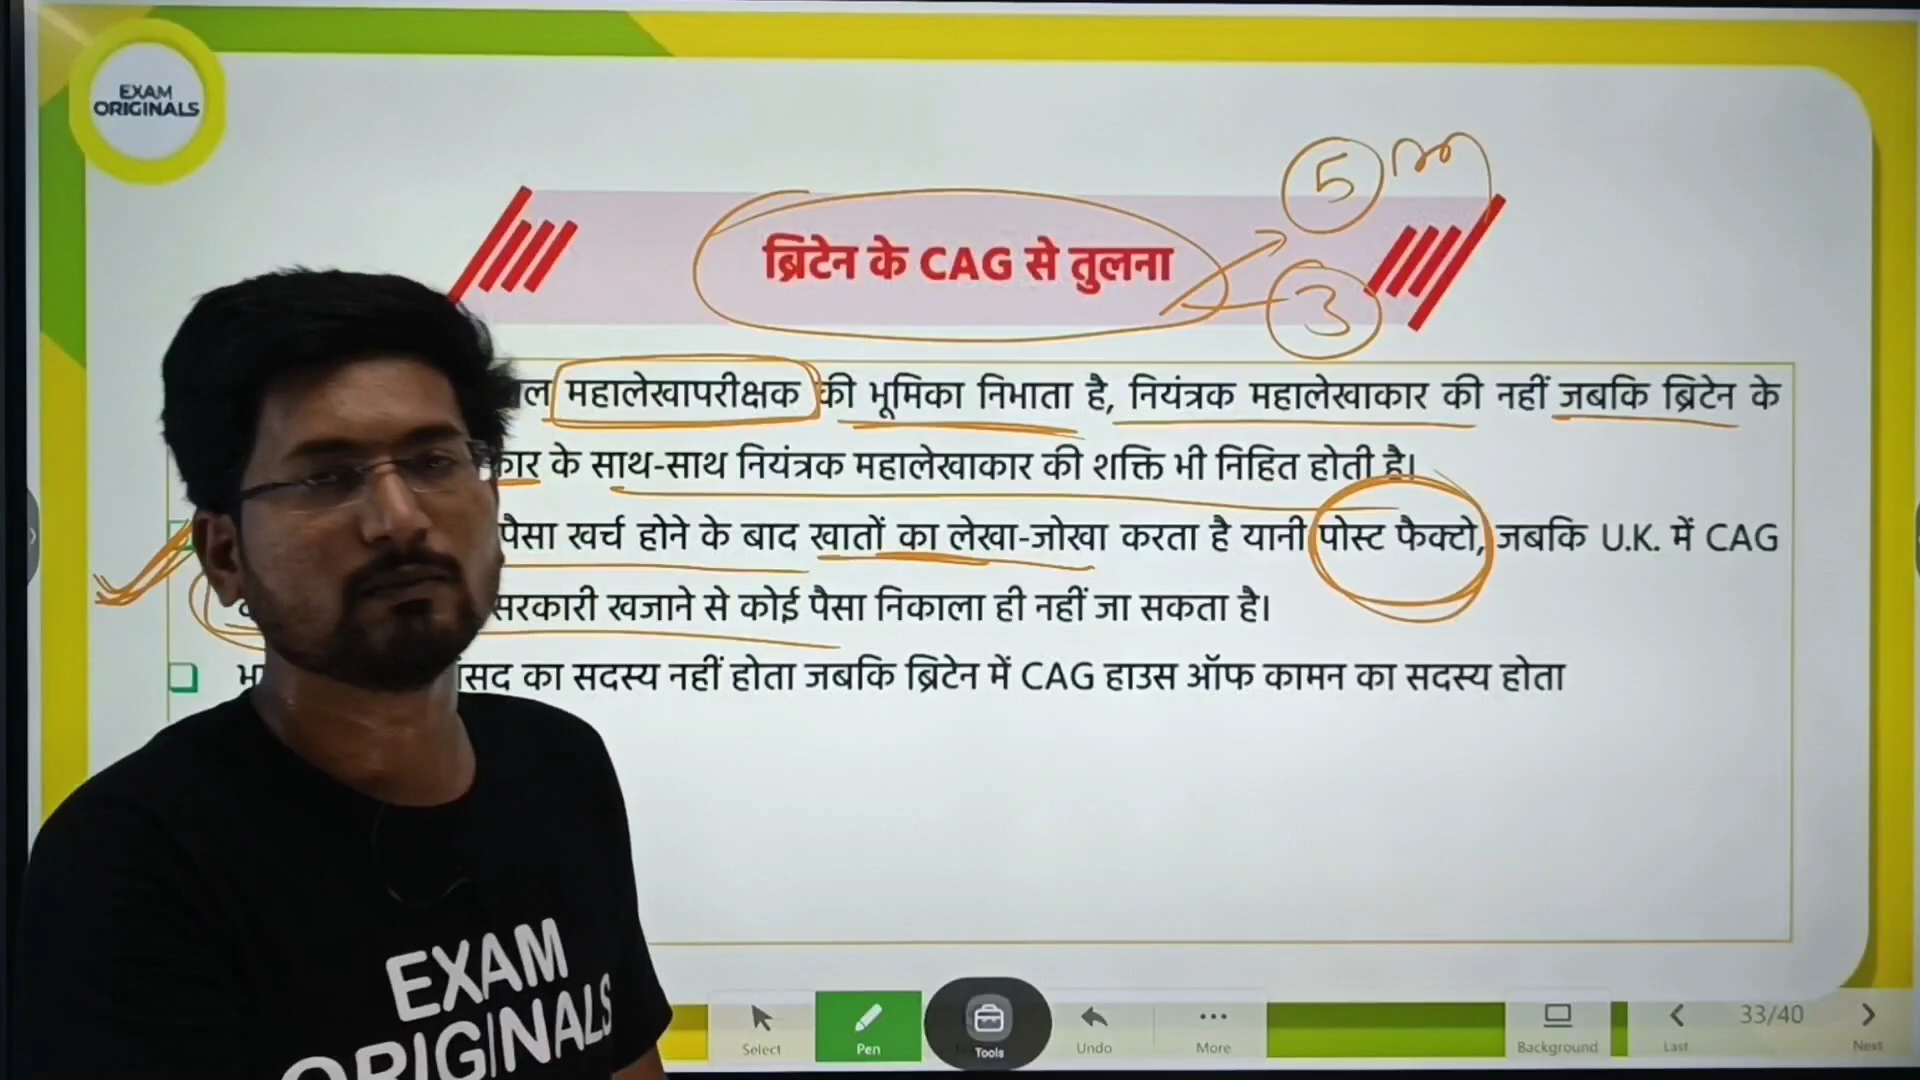 EXAM
ORIGINALS
5 m
ब्रिटेन के CAG से तुलना
3
महालेखापरीक्षक की भूमिका निभाता है, नियंत्रक महालेखाकार की नहीं जबकि ब्रिटेन के
के साथ-साथ नियंत्रक महालेखाकार की शक्ति भी निहित होती है।
पैसा खर्च होने के बाद खातों का लेखा-जोखा करता है यानी पोस्ट फैक्टो, जबकि U.K. में CAG
सरकारी खजाने से कोई पैसा निकाला ही नहीं जा सकता है।
का सदस्य नहीं होता जबकि ब्रिटेन में CAG हाउस ऑफ कामन का सदस्य होता
EXAM
ORIGINALS
Select
Pen
Tools
Undo
More
Background
Last
33/40
Next